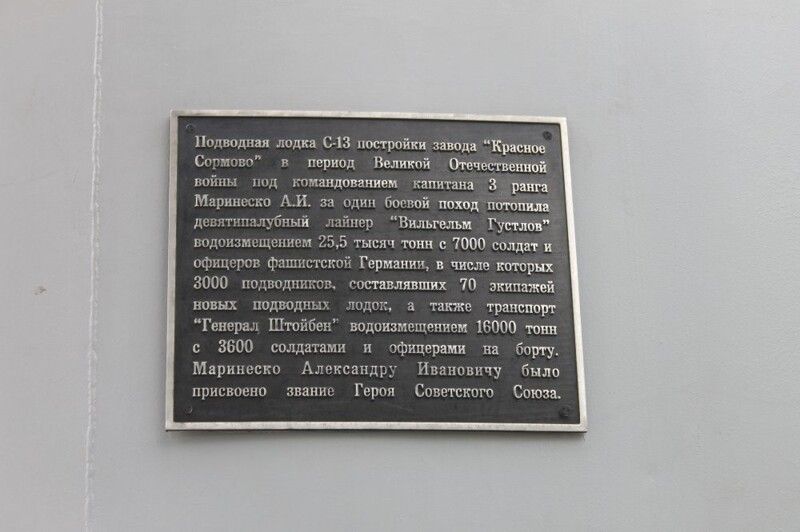 Подводная лодка С-13 постройки завода "Красное
Сормово" в период Великой Отечественной
войны под командованием капитана 3 ранга
Маринеско А.И. за один боевой поход потопила
девятипалубный лайнер "Вильгельм Густлов"
водоизмещением 25,5 тысяч тонн с 7000 солдат и
офицеров фашистской Германии, в числе которых
3000 подводников, составлявших 70 экипажей
новых подводных лодок, а также транспорт
"Генерал Штойбен" водоизмещением 16000 тонн
с 3600 солдатами и офицерами на борту.
Маринеско Александру Ивановичу было
присвоено звание Героя Советского Союза.